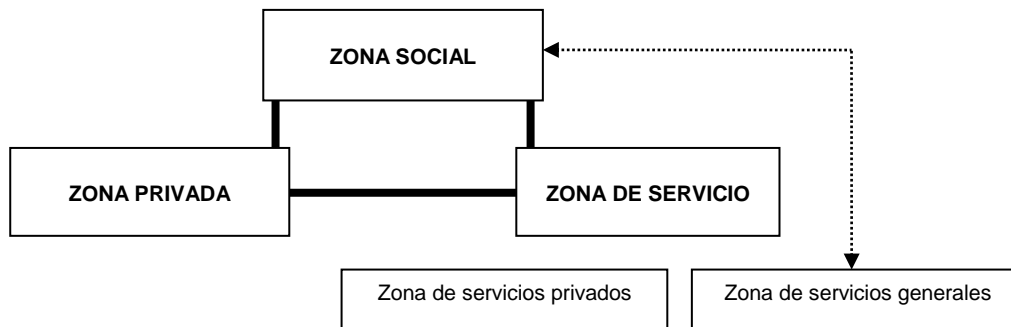 ZONA SOCIAL
ZONA PRIVADA
ZONA DE SERVICIO
Zona de servicios privados
Zona de servicios generales